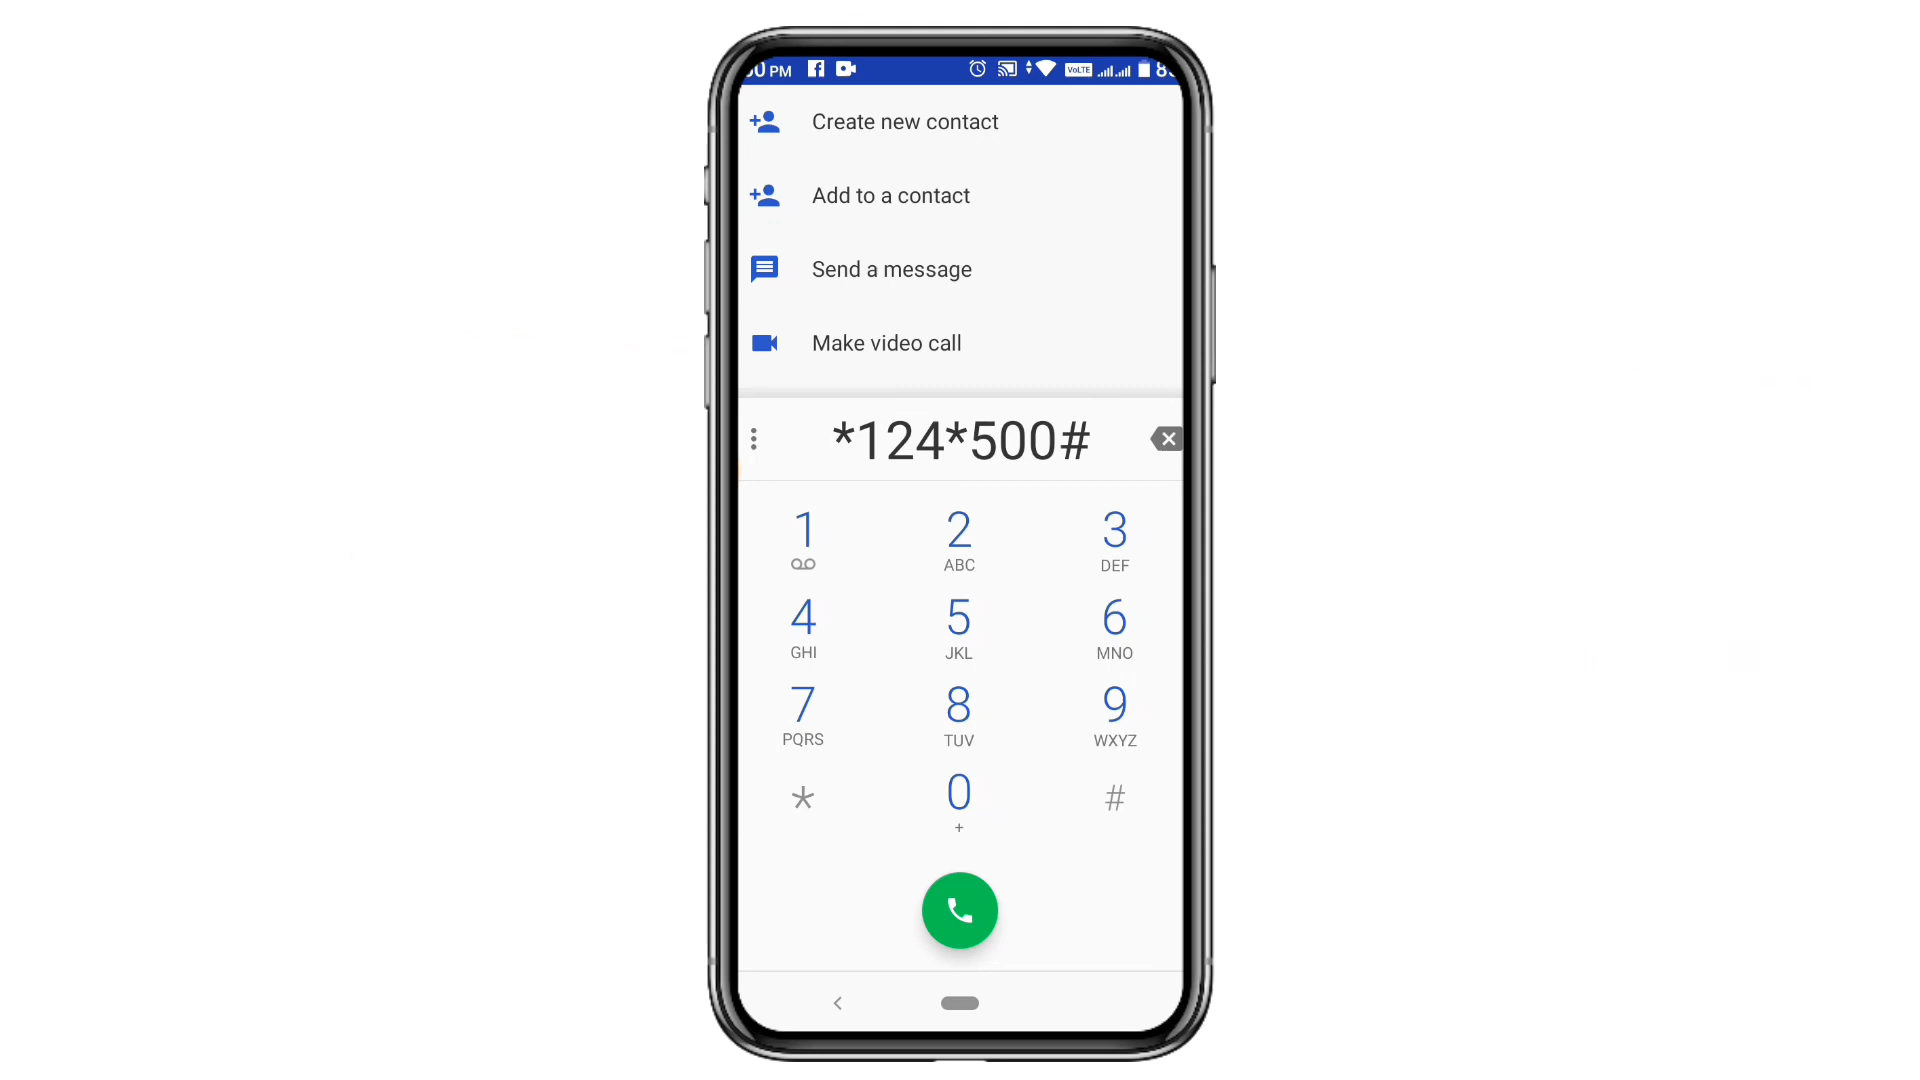 PM VoLTE
Create new contact
Add to a contact
Send a message
Make video call
*124*500#
1 2 3
ABC DEF
4 5 6
GHI JKL MNO
7 8 9
PQRS TUV WXYZ
* 0 #
+